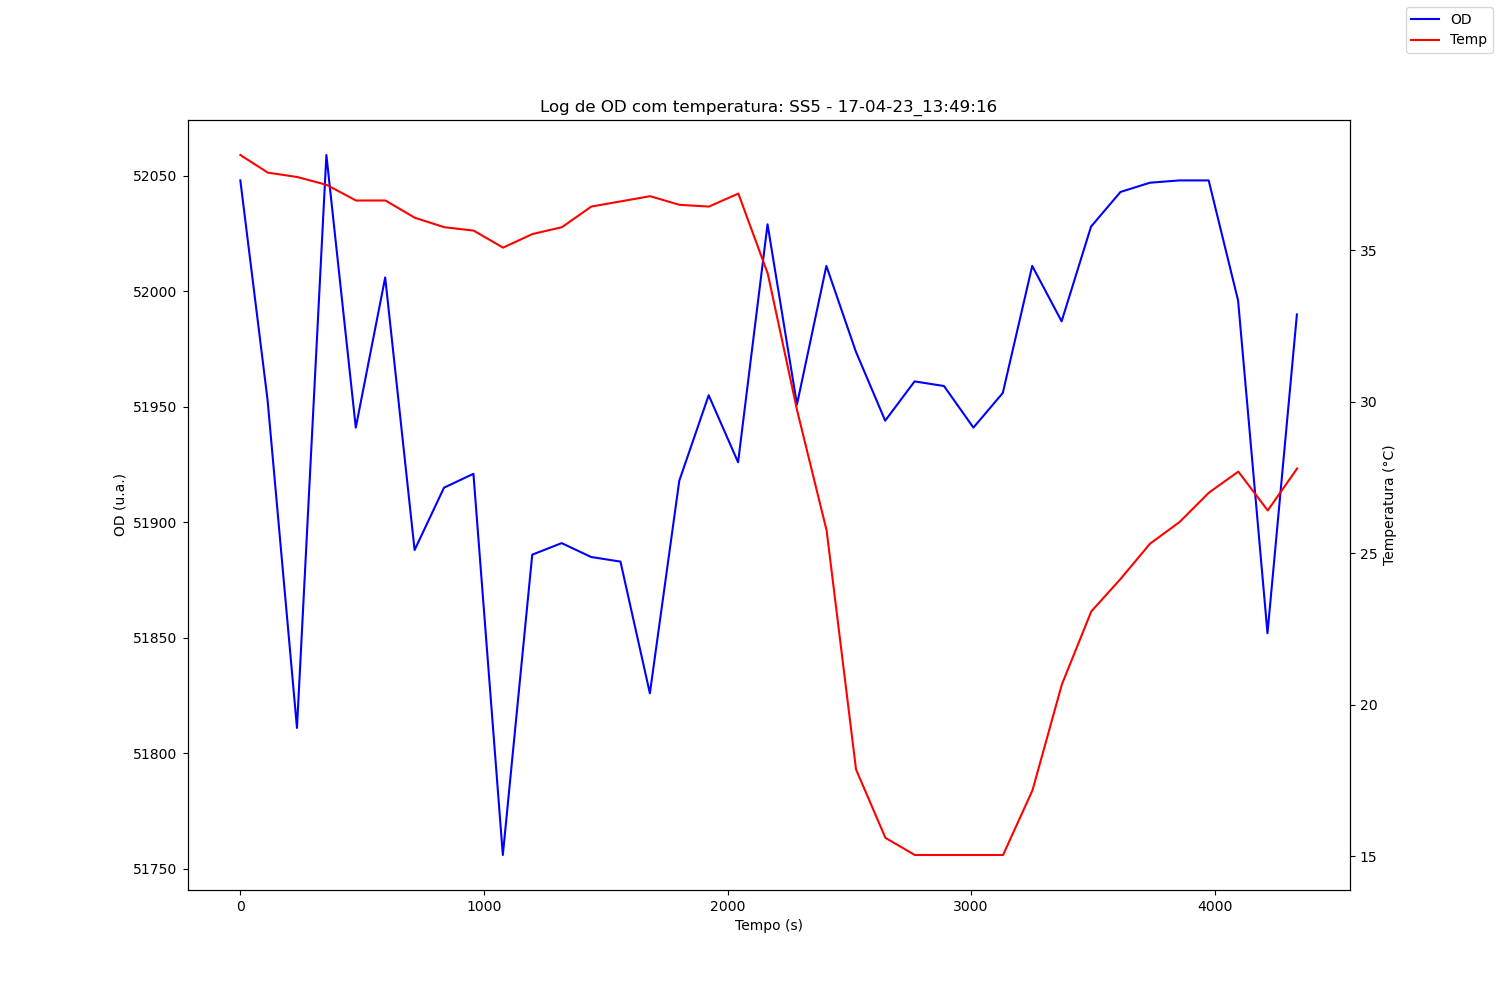 OD
Temp
Log de OD com temperatura: SS5 - 17-04-23_13:49:16
52050
52000
51950
51900
51850
51800
51750
OD (u.a.)
35
30
25
20
15
Temperatura (°C)
0 1000 2000 3000 4000
Tempo (s)